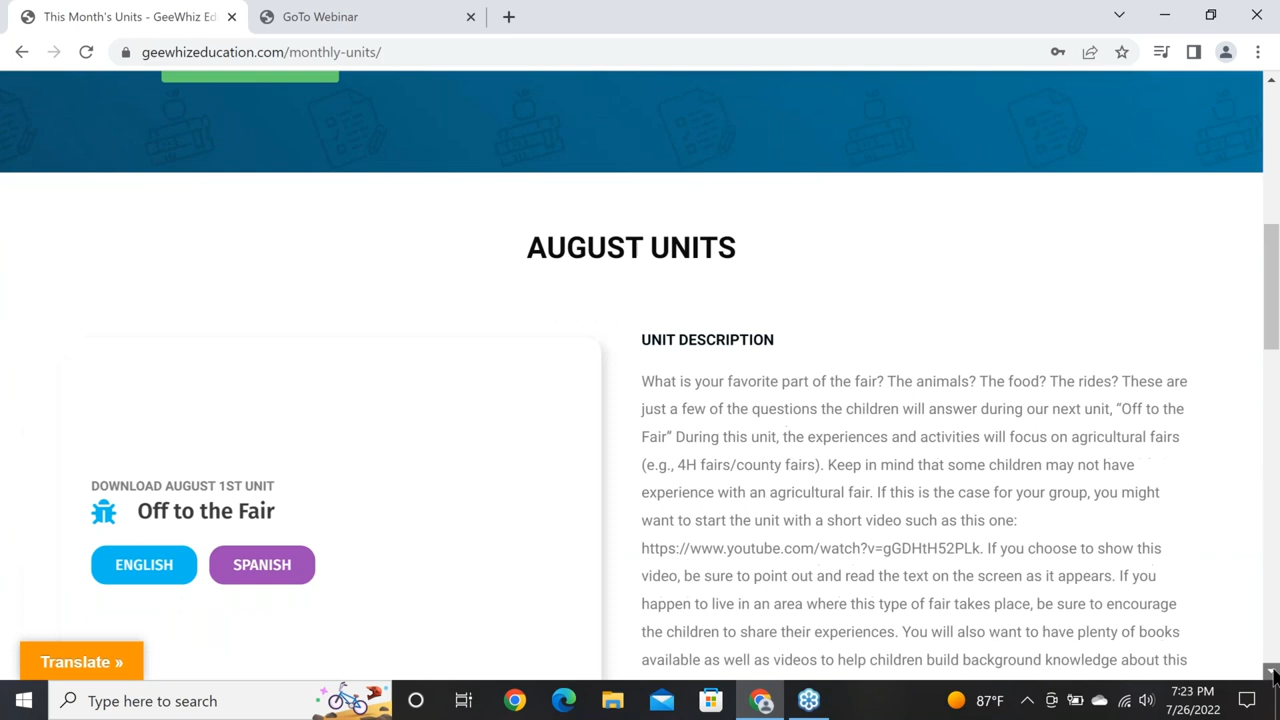 This Month's Units - GeeWhiz Ed
GoTo Webinar
geewhizeducation.com/monthly-units/
AUGUST UNITS
UNIT DESCRIPTION
What is your favorite part of the fair? The animals? The food? The rides? These are
just a few of the questions the children will answer during our next unit, “Off to the
Fair” During this unit, the experiences and activities will focus on agricultural fairs
(e.g., 4H fairs/county fairs). Keep in mind that some children may not have
experience with an agricultural fair. If this is the case for your group, you might
want to start the unit with a short video such as this one:
https://www.youtube.com/watch?v=gGDHtH52PLk. If you choose to show this
video, be sure to point out and read the text on the screen as it appears. If you
happen to live in an area where this type of fair takes place, be sure to encourage
the children to share their experiences. You will also want to have plenty of books
available as well as videos to help children build background knowledge about this
DOWNLOAD AUGUST 1ST UNIT
Off to the Fair
ENGLISH
SPANISH
Translate »
Type here to search
87°F
7:23 PM
7/26/2022